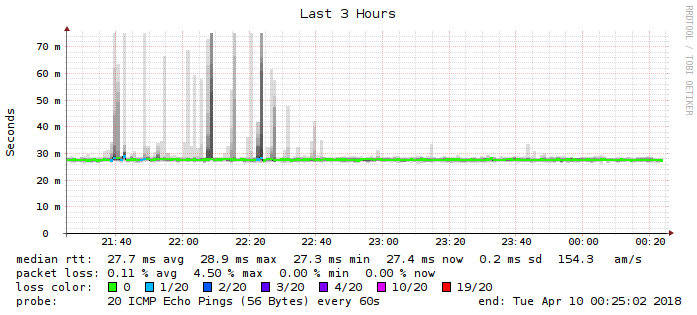 Last 3 Hours
RRDTOOL / TOBI OETIKER
Seconds
70 m
60 m
50 m
40 m
30 m
20 m
10 m
0
21:40 22:00 22:20 22:40 23:00 23:20 23:40 00:00 00:20
median rtt: 27.7 ms avg 28.9 ms max 27.3 ms min 27.4 ms now 0.2 ms sd 154.3 am/s
packet loss: 0.11 % avg 4.50 % max 0.00 % min 0.00 % now
loss color: 0 1/20 2/20 3/20 4/20 10/20 19/20
probe: 20 ICMP Echo Pings (56 Bytes) every 60s end: Tue Apr 10 00:25:02 2018